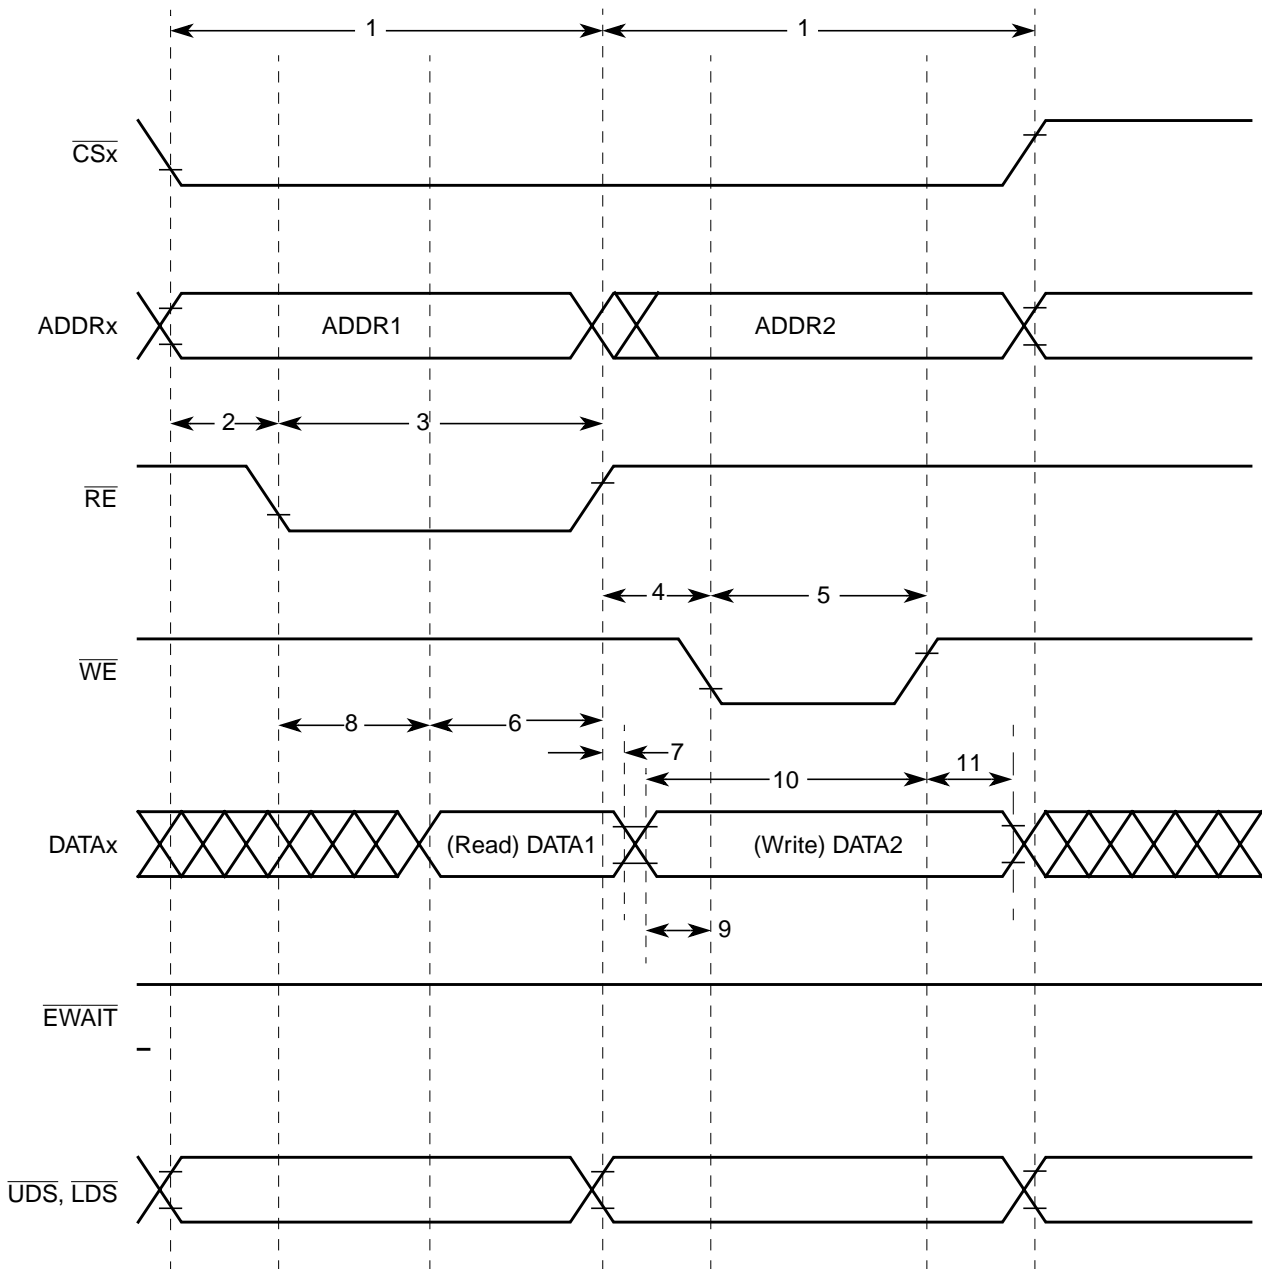 1 1
CSx
ADDRx ADDR1 ADDR2
2 3
RE
4 5
WE
8 6
7
10 11
DATAx (Read) DATA1 (Write) DATA2
9
EWAIT
UDS, LDS